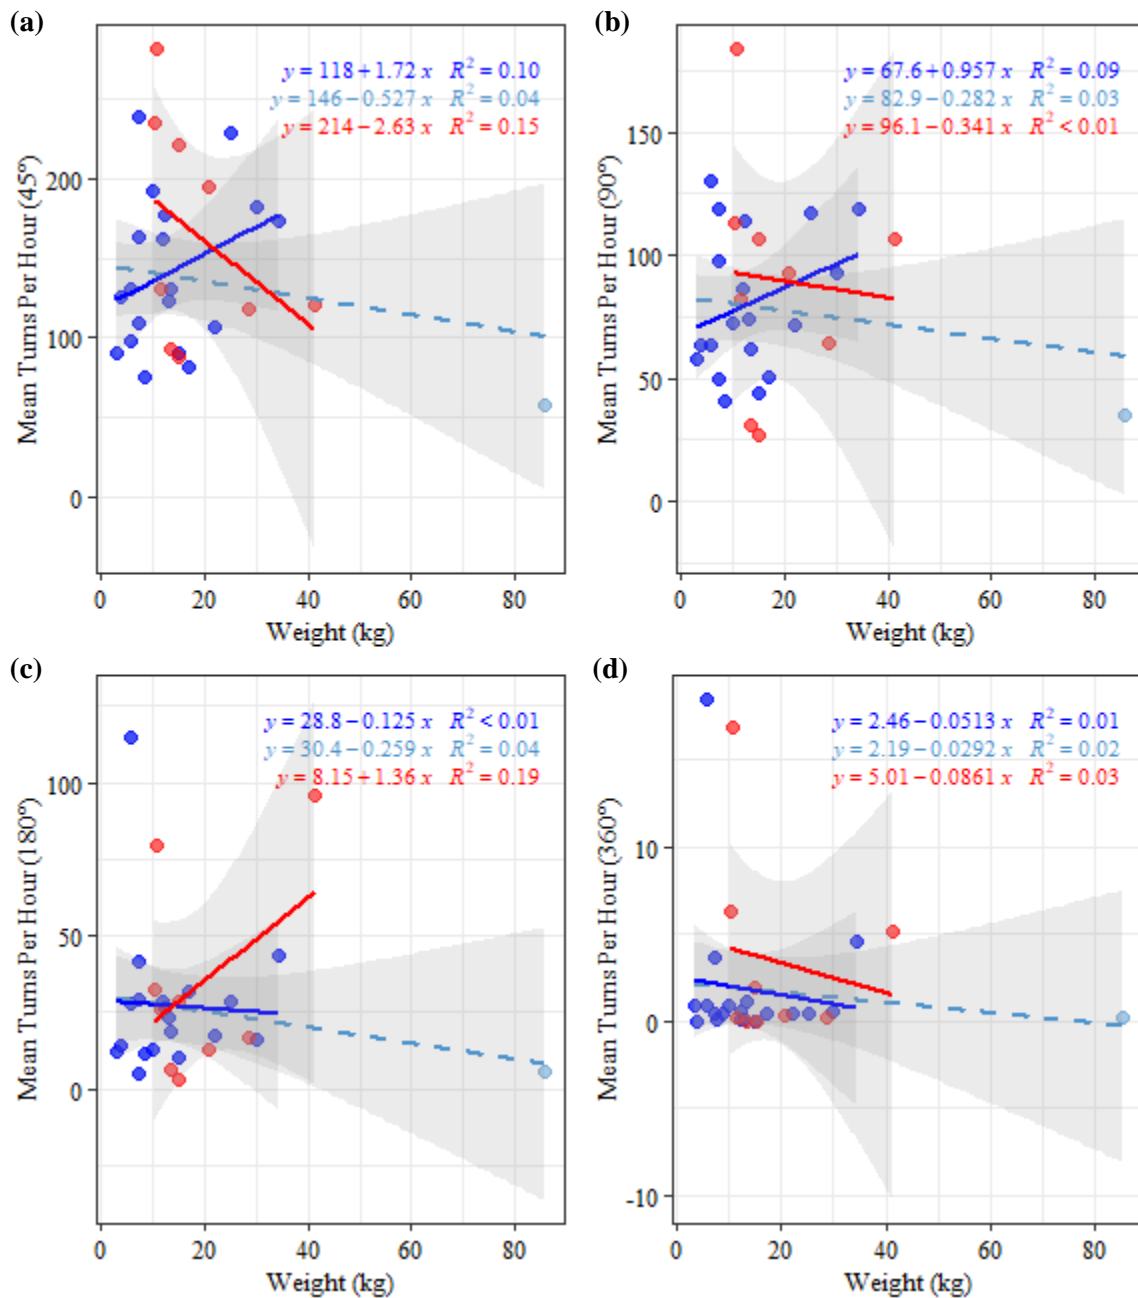 (a)
y = 118 + 1.72 x R² = 0.10
y = 146 − 0.527 x R² = 0.04
y = 214 − 2.63 x R² = 0.15
Mean Turns Per Hour (45°)
200
100
0
0 20 40 60 80
Weight (kg)
(b)
y = 67.6 + 0.957 x R² = 0.09
y = 82.9 − 0.282 x R² = 0.03
y = 96.1 − 0.341 x R² < 0.01
Mean Turns Per Hour (90°)
150
100
50
0
0 20 40 60 80
Weight (kg)
(c)
y = 28.8 − 0.125 x R² < 0.01
y = 30.4 − 0.259 x R² = 0.04
y = 8.15 + 1.36 x R² = 0.19
Mean Turns Per Hour (180°)
100
50
0
0 20 40 60 80
Weight (kg)
(d)
y = 2.46 − 0.0513 x R² = 0.01
y = 2.19 − 0.0292 x R² = 0.02
y = 5.01 − 0.0861 x R² = 0.03
Mean Turns Per Hour (360°)
10
0
-10
0 20 40 60 80
Weight (kg)